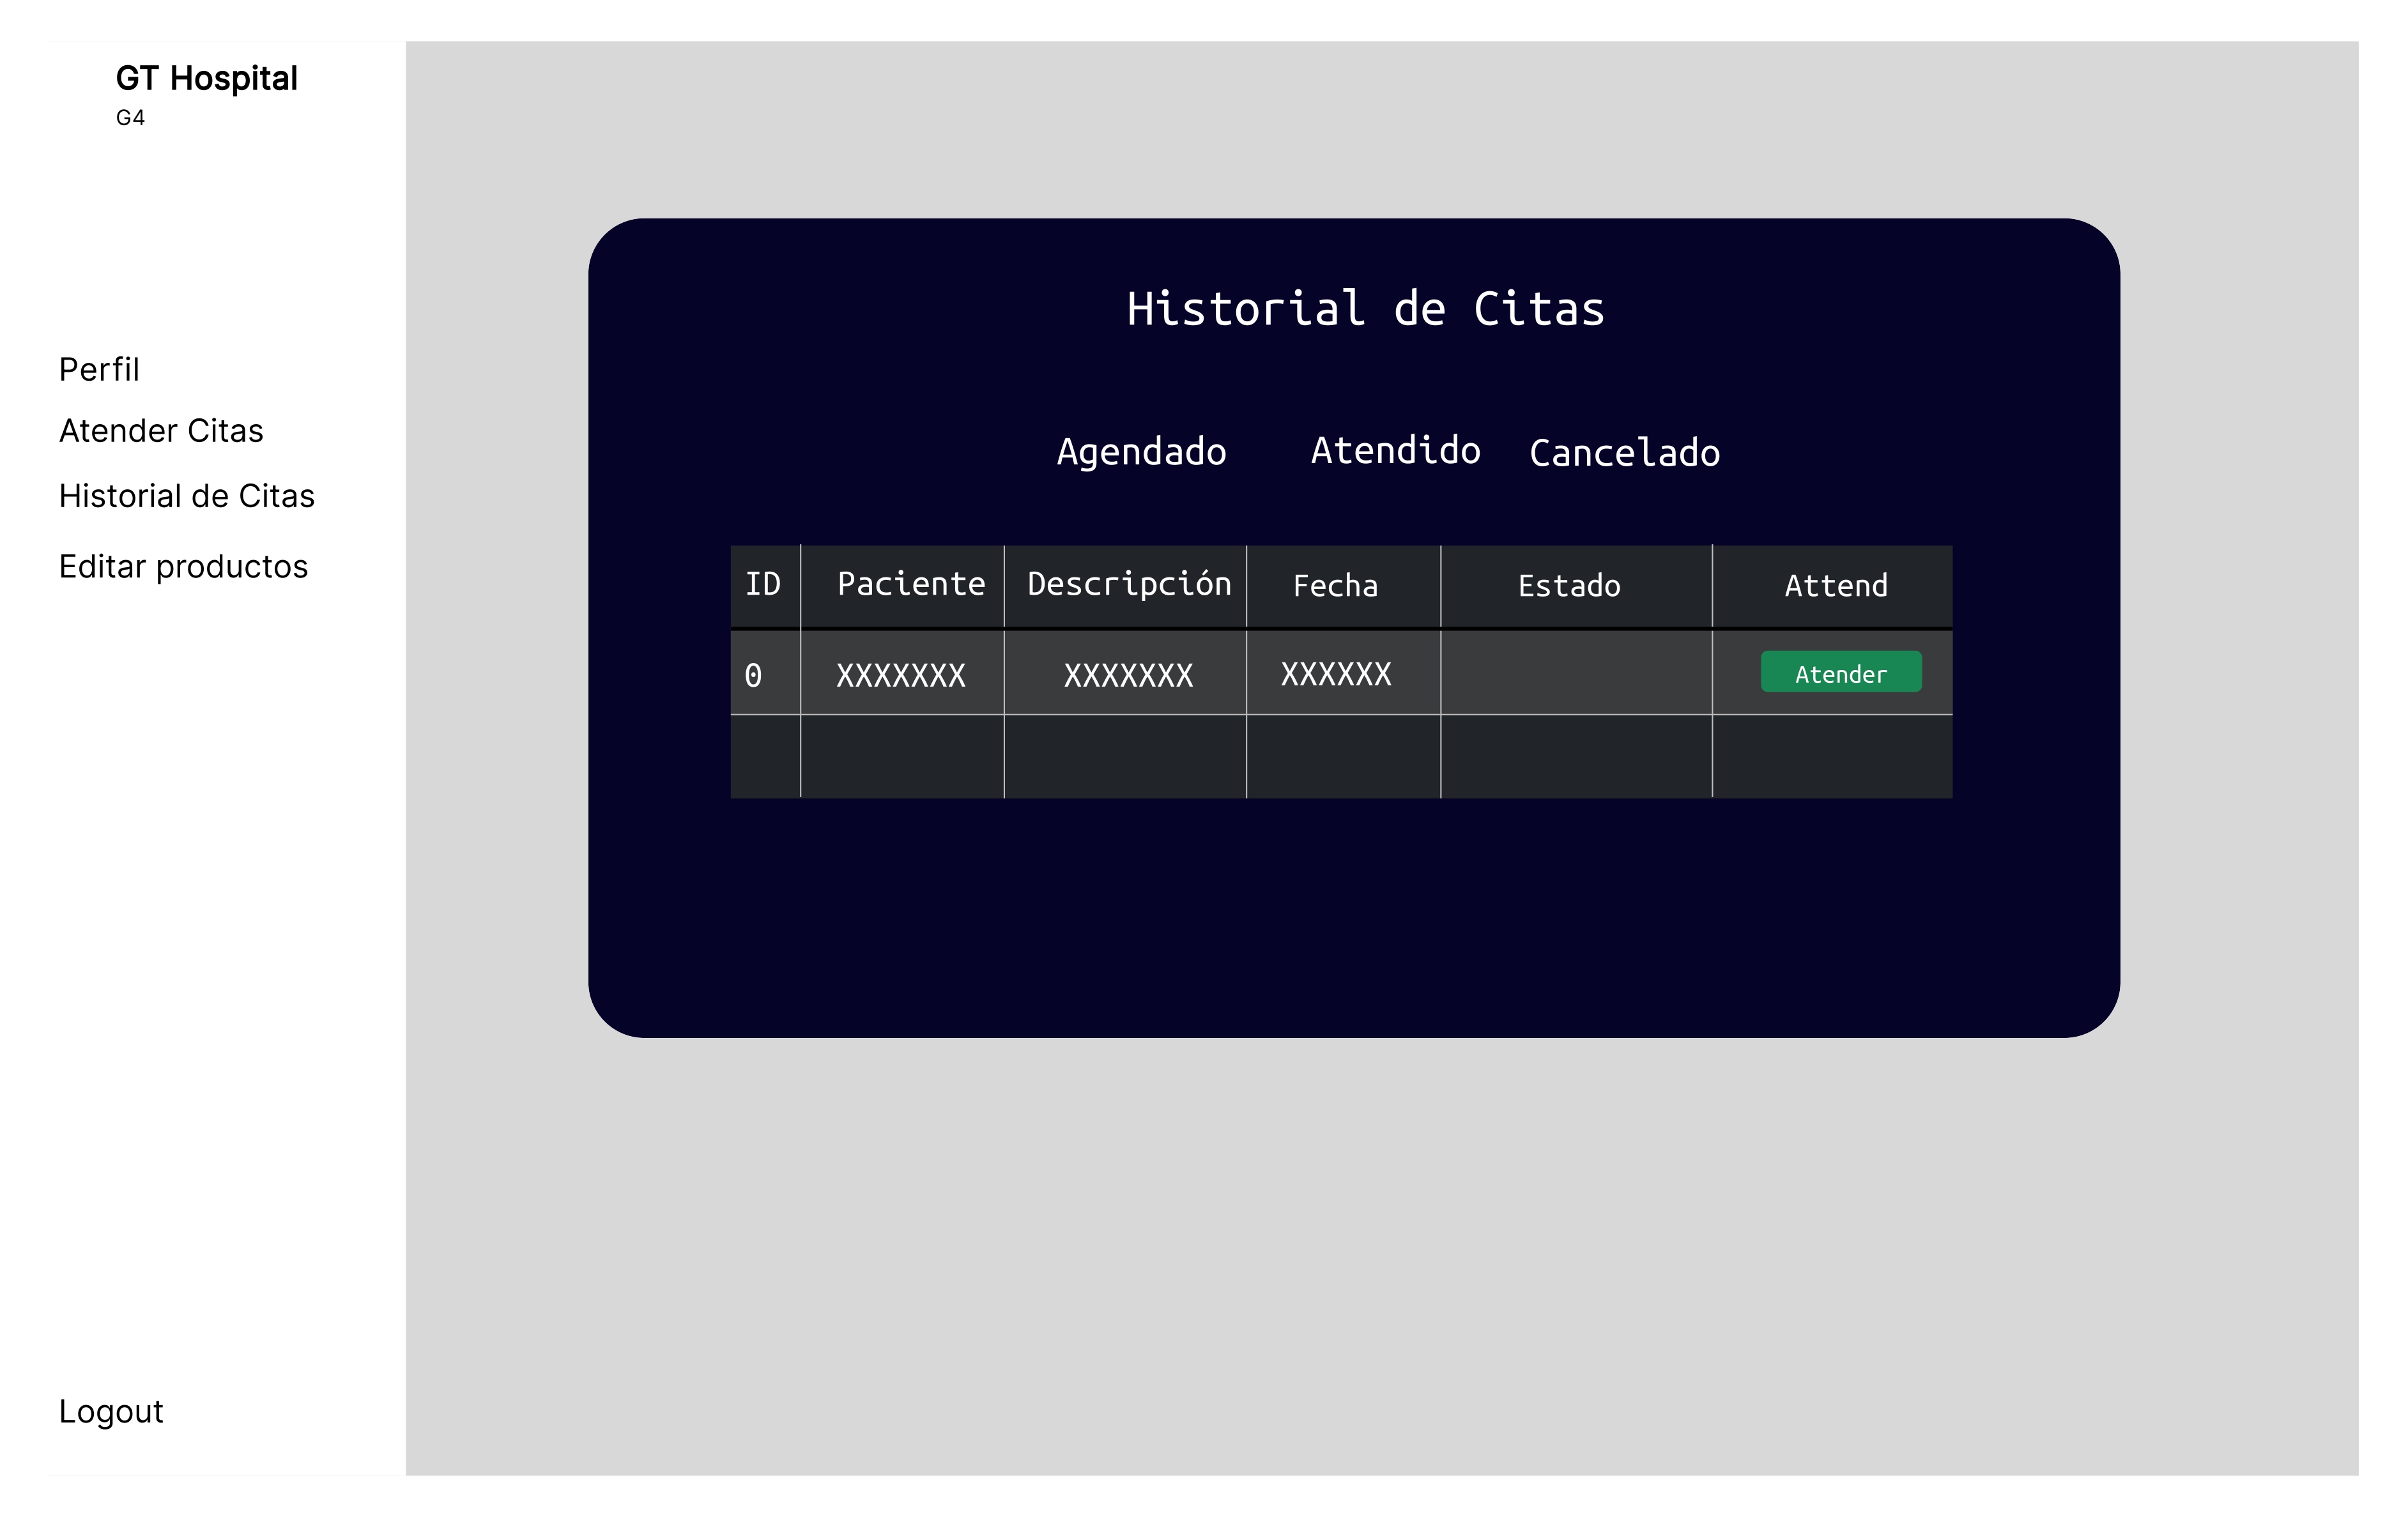 GT Hospital
G4
Perfil
Atender Citas
Historial de Citas
Editar productos
Logout
Historial de Citas
Agendado Atendido Cancelado
ID Paciente Descripción Fecha Estado Attend
0 XXXXXXX XXXXXXX XXXXXX Atender